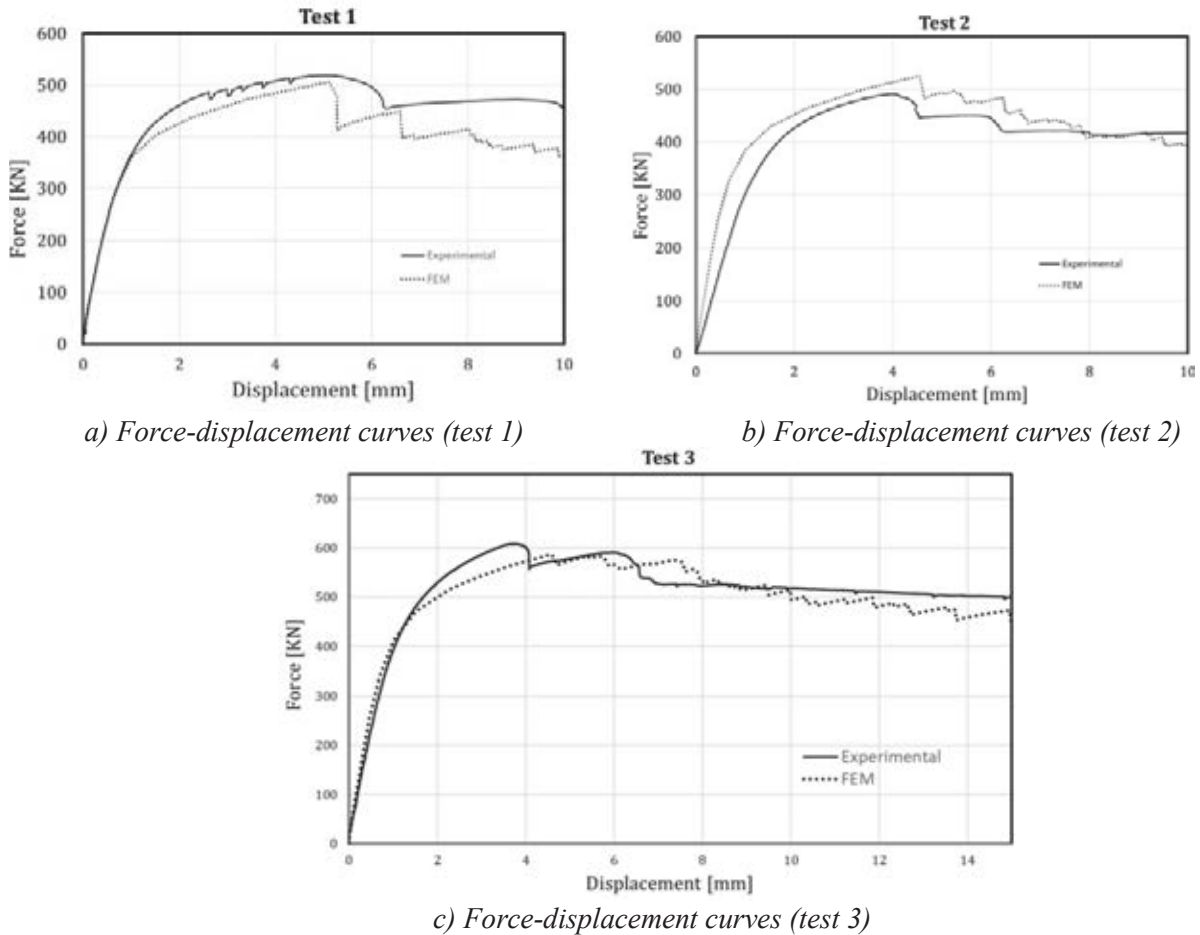 Test 1
600
500
400
300
200
100
0
Force [KN]
Experimental
FEM
0 2 4 6 8 10
Displacement [mm]
a) Force-displacement curves (test 1)
Test 2
600
500
400
300
200
100
0
Force [KN]
Experimental
FEM
0 2 4 6 8 10
Displacement [mm]
b) Force-displacement curves (test 2)
Test 3
700
600
500
400
300
200
100
0
Force [KN]
Experimental
FEM
0 2 4 6 8 10 12 14
Displacement [mm]
c) Force-displacement curves (test 3)